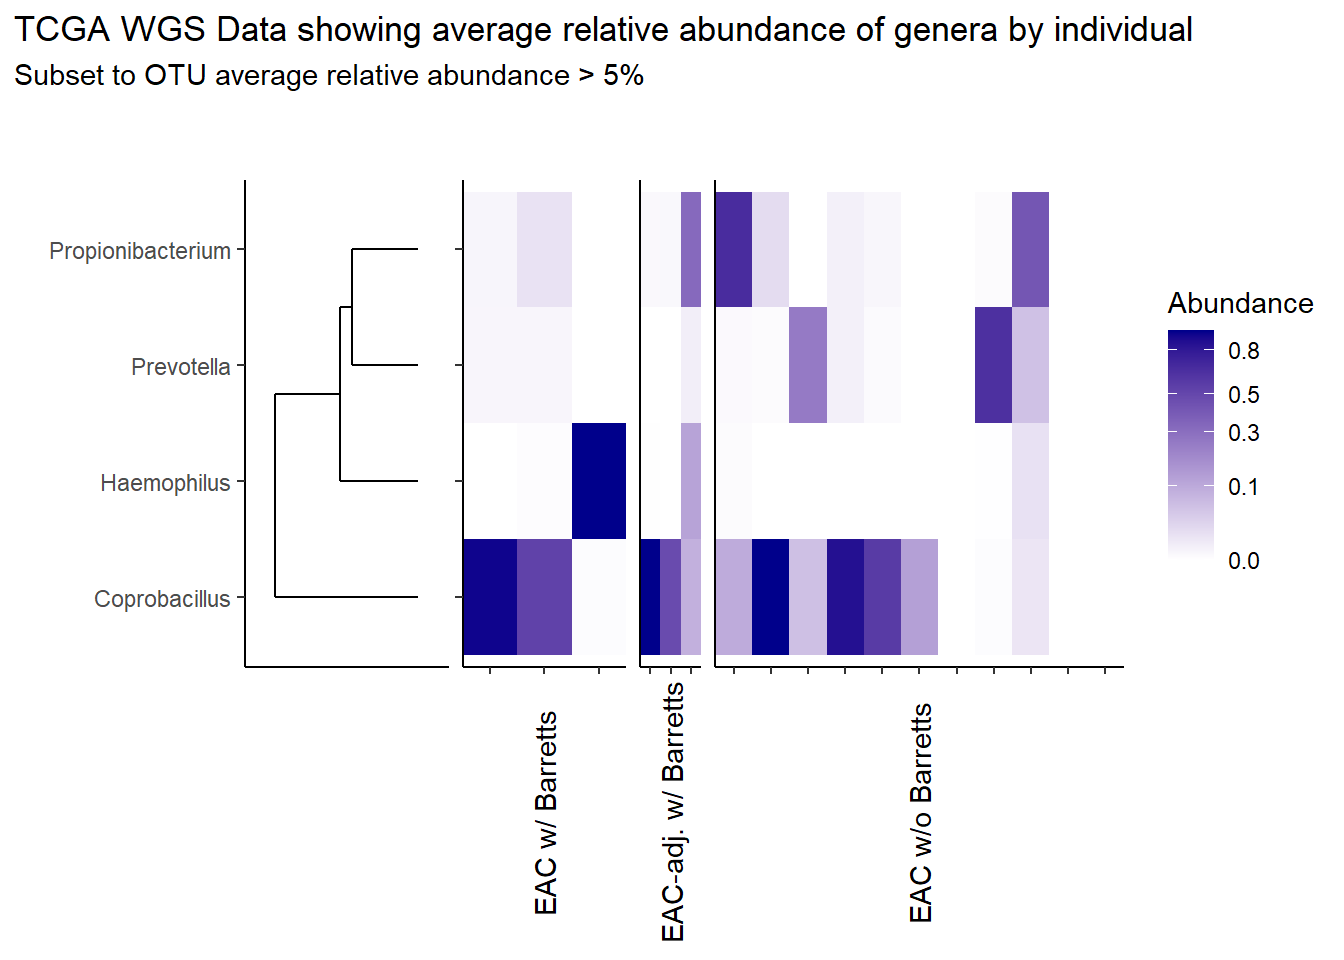 TCGA WGS Data showing average relative abundance of genera by individual
Subset to OTU average relative abundance > 5%
Propionibacterium
Prevotella
Haemophilus
Coprobacillus
EAC w/ Barretts
EAC-adj. w/ Barretts
EAC w/o Barretts
Abundance
0.8
0.5
0.3
0.1
0.0